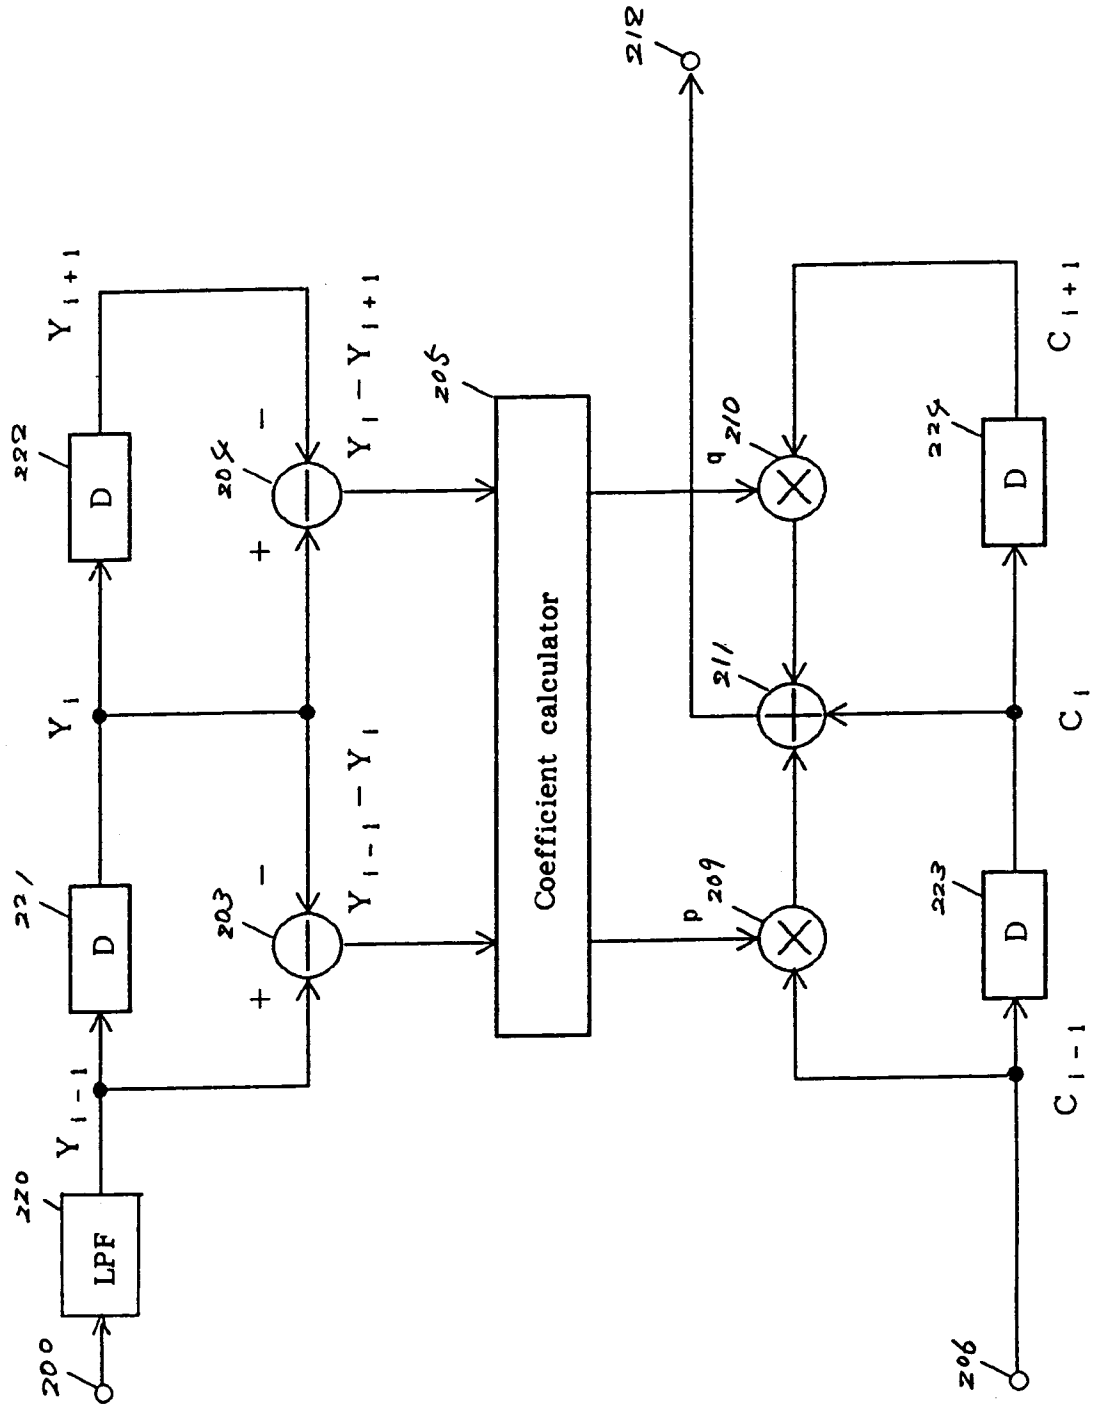 200
220
LPF
Y i-1
221
D
Y i
222
D
Y i+1
203
+
−
204
+
−
Y i-1 − Y i
Y i − Y i+1
205
Coefficient calculator
212
p
209
211
q
210
206
C i-1
223
D
C i
224
D
C i+1